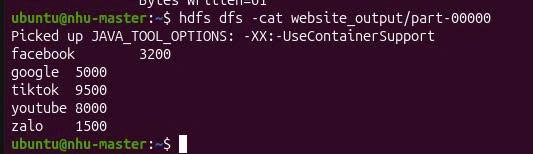 Bytes Written=61
ubuntu@nhu-master:~$ hdfs dfs -cat website_output/part-00000
Picked up JAVA_TOOL_OPTIONS: -XX:-UseContainerSupport
facebook	3200
google	5000
tiktok	9500
youtube	8000
zalo	1500
ubuntu@nhu-master:~$